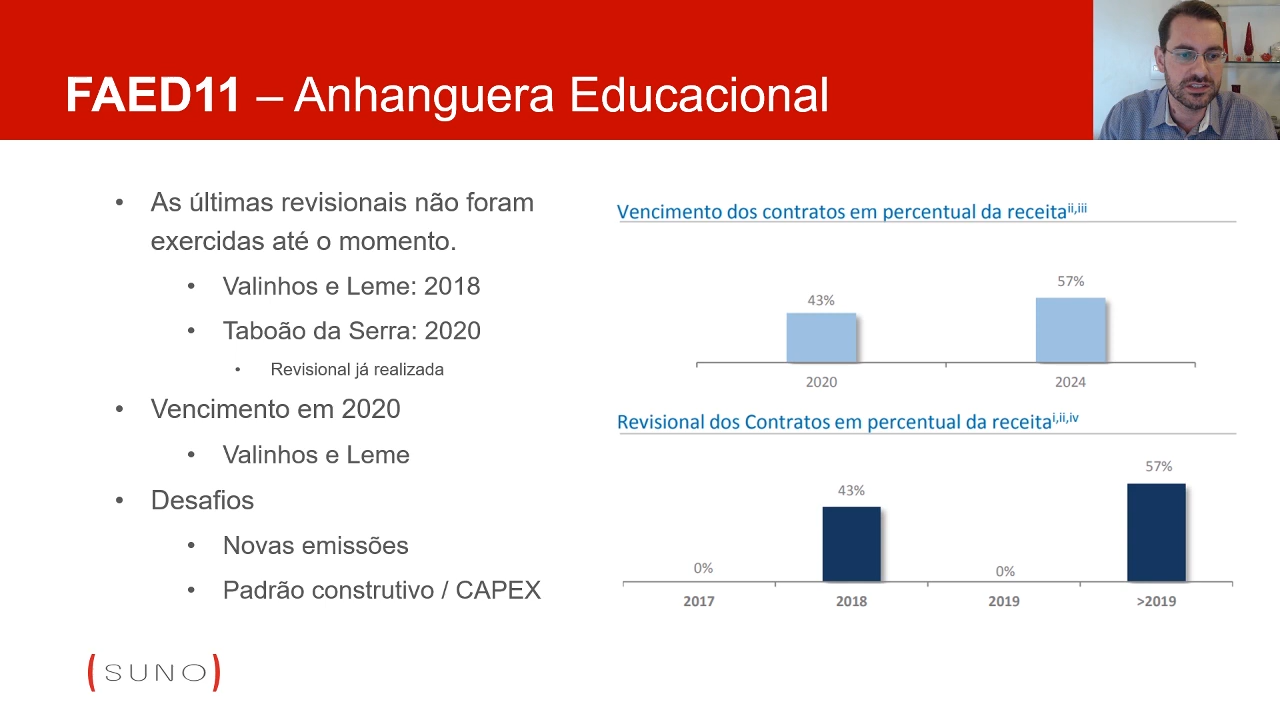 FAED11 – Anhanguera Educacional
• As últimas revisionais não foram
exercidas até o momento.
• Valinhos e Leme: 2018
• Taboão da Serra: 2020
• Revisional já realizada
• Vencimento em 2020
• Valinhos e Leme
• Desafios
• Novas emissões
• Padrão construtivo / CAPEX
Vencimento dos contratos em percentual da receita ii,iii
43%
57%
2020
2024
Revisional dos Contratos em percentual da receita i,ii,iv
0%
43%
0%
57%
2017
2018
2019
>2019
(SUNO)